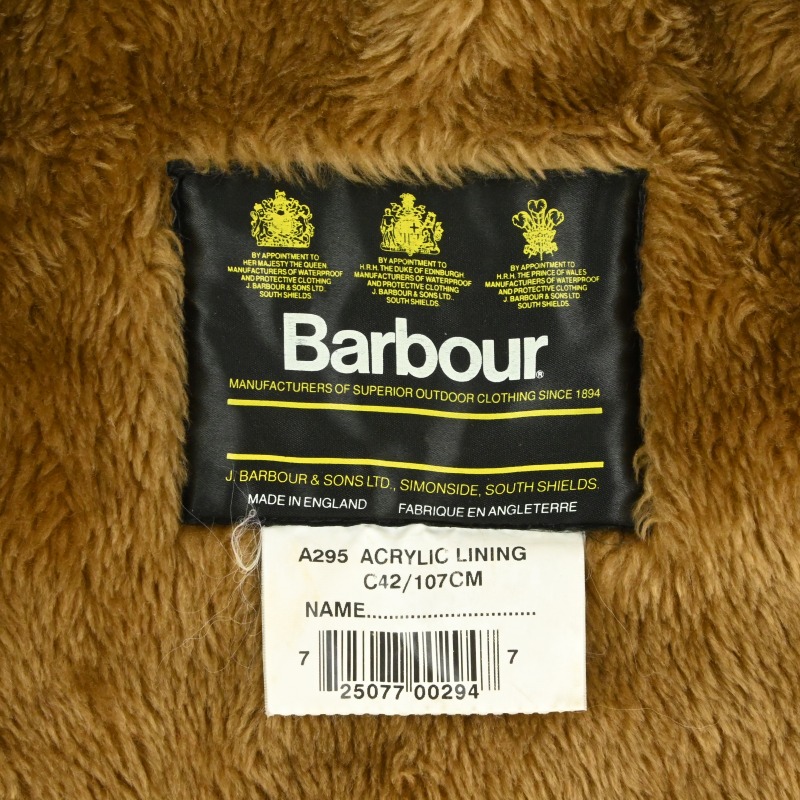 BY APPOINTMENT TO
HER MAJESTY THE QUEEN
MANUFACTURERS OF WATERPROOF
AND PROTECTIVE CLOTHING
J. BARBOUR & SONS LTD.
SOUTH SHIELDS
BY APPOINTMENT TO
H.R.H. THE DUKE OF EDINBURGH
MANUFACTURERS OF WATERPROOF
AND PROTECTIVE CLOTHING
J. BARBOUR & SONS LTD.
SOUTH SHIELDS.
BY APPOINTMENT TO
H.R.H. THE PRINCE OF WALES
MANUFACTURERS OF WATERPROOF
AND PROTECTIVE CLOTHING
J. BARBOUR & SONS LTD
SOUTH SHIELDS.
Barbour®
MANUFACTURERS OF SUPERIOR OUTDOOR CLOTHING SINCE 1894
J. BARBOUR & SONS LTD., SIMONSIDE, SOUTH SHIELDS.
MADE IN ENGLAND FABRIQUE EN ANGLETERRE
A295 ACRYLIC LINING
C42/107CM
NAME.............................
7 25077 00294 7